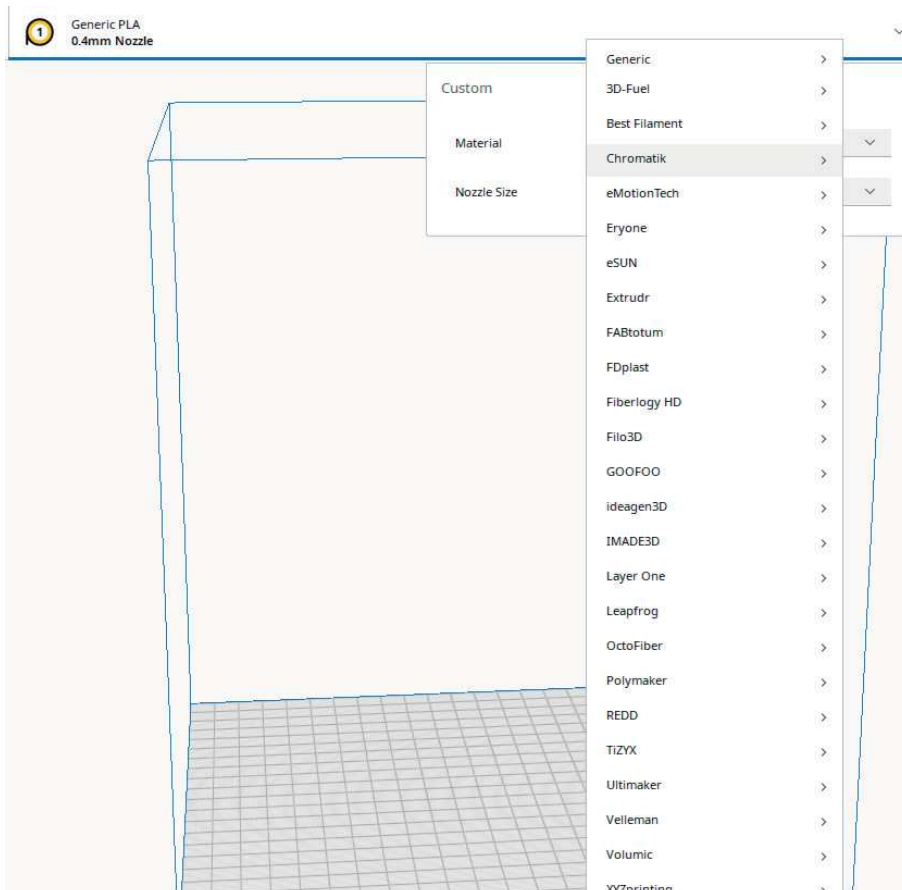 1
Generic PLA
0.4mm Nozzle
Custom
Material
Nozzle Size
Generic
3D-Fuel
Best Filament
Chromatik
eMotionTech
Eryone
eSUN
Extrudr
FABtotum
FDplast
Fiberlogy HD
Filo3D
GOOFOO
ideagen3D
IMADE3D
Layer One
Leapfrog
OctoFiber
Polymaker
REDD
TiZYX
Ultimaker
Velleman
Volumic
XYZprinting